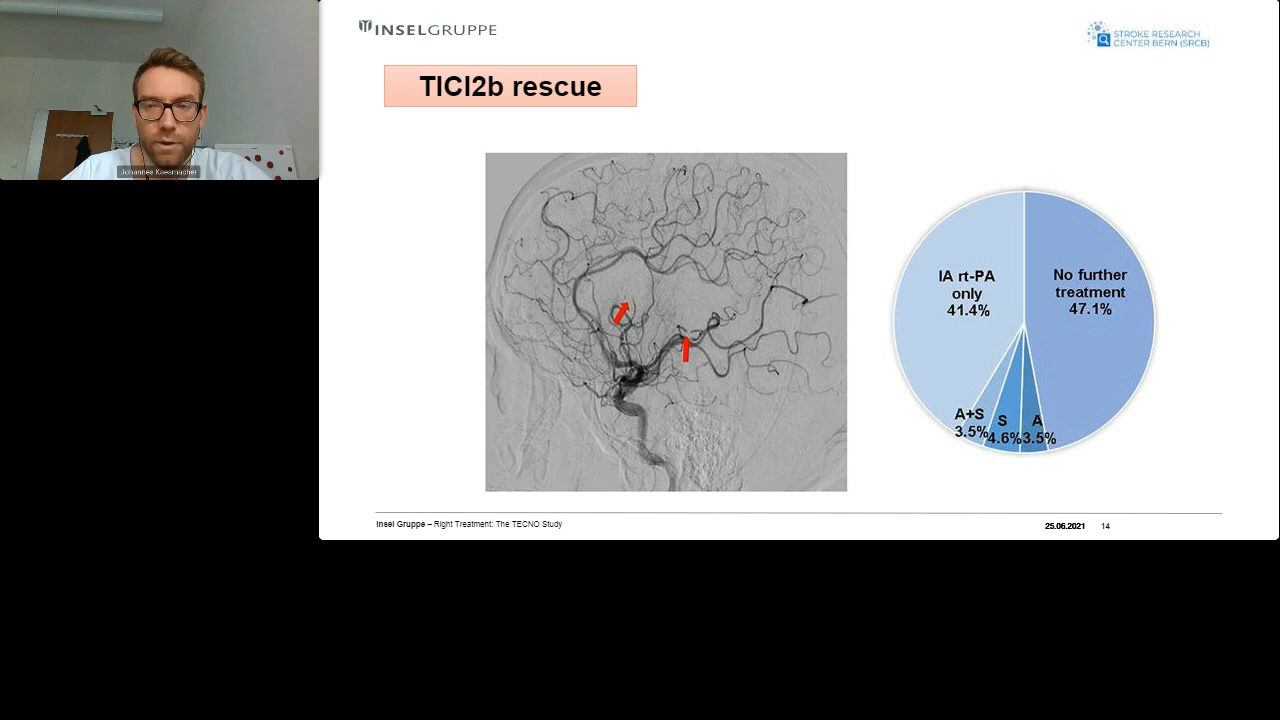 INSELGRUPPE
STROKE RESEARCH
CENTER BERN (SRCB)
TICI2b rescue
Johannes Kaesmacher
IA rt-PA
only
41.4%
No further
treatment
47.1%
A+S
3.5%
S
4.6%
A
3.5%
Insel Gruppe – Right Treatment: The TECNO Study
25.06.2021 14